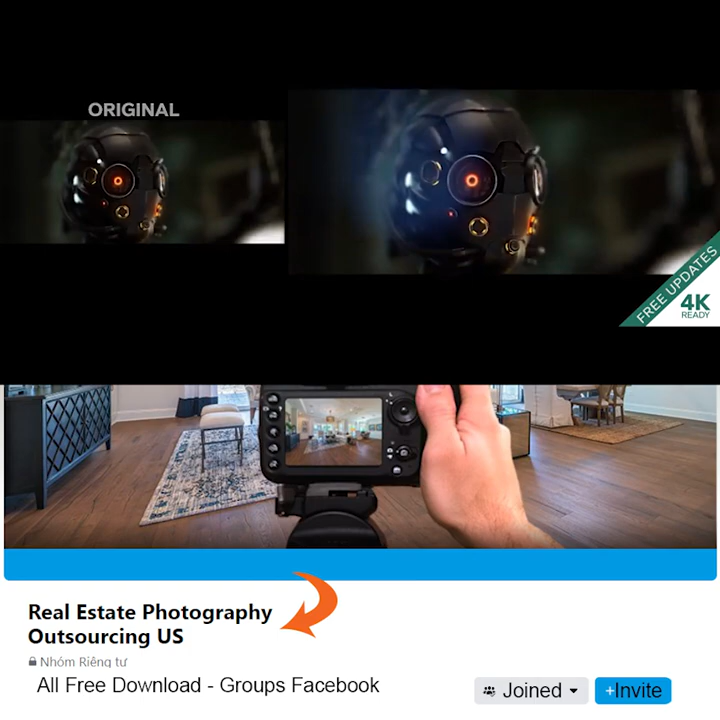 ORIGINAL
FREE UPDATES
4K
READY
Real Estate Photography
Outsourcing US
Nhóm Riêng tư
All Free Download - Groups Facebook
Joined
+Invite